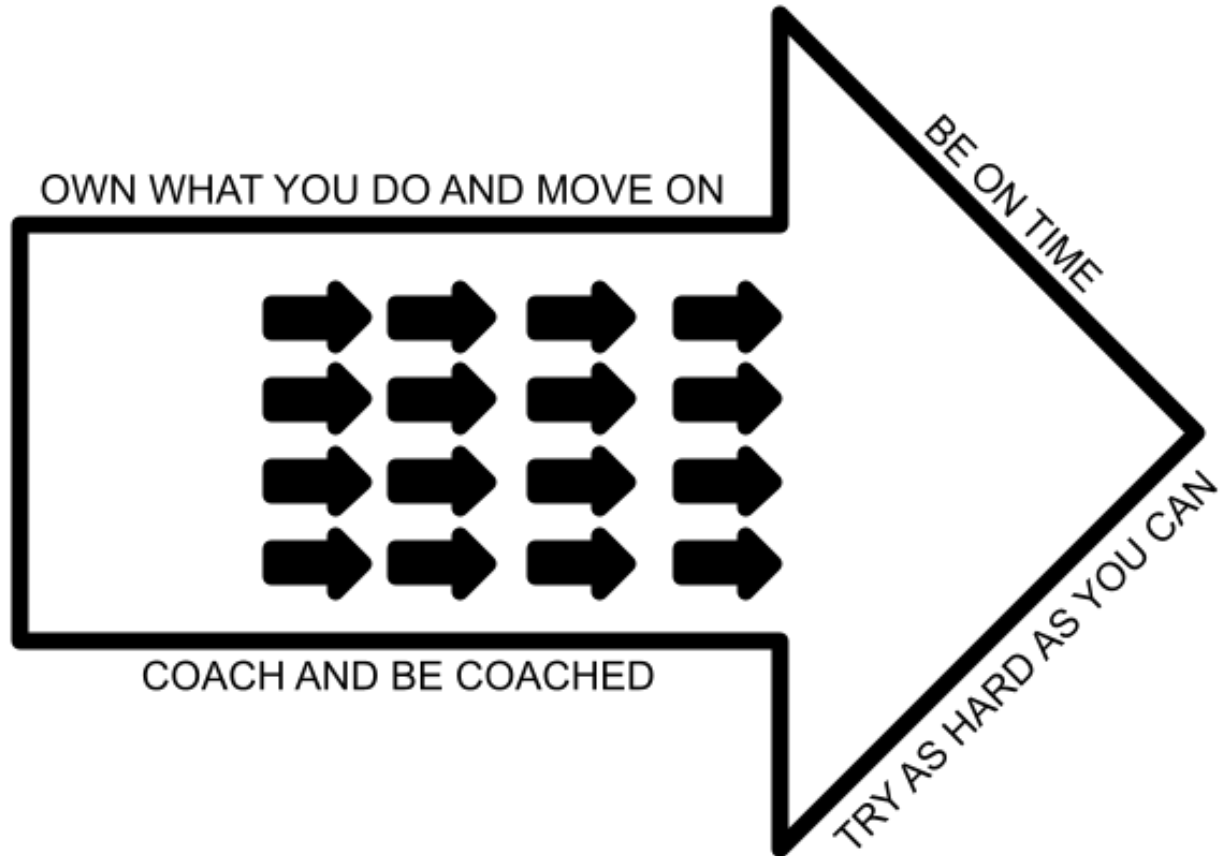 OWN WHAT YOU DO AND MOVE ON
BE ON TIME
COACH AND BE COACHED
TRY AS HARD AS YOU CAN